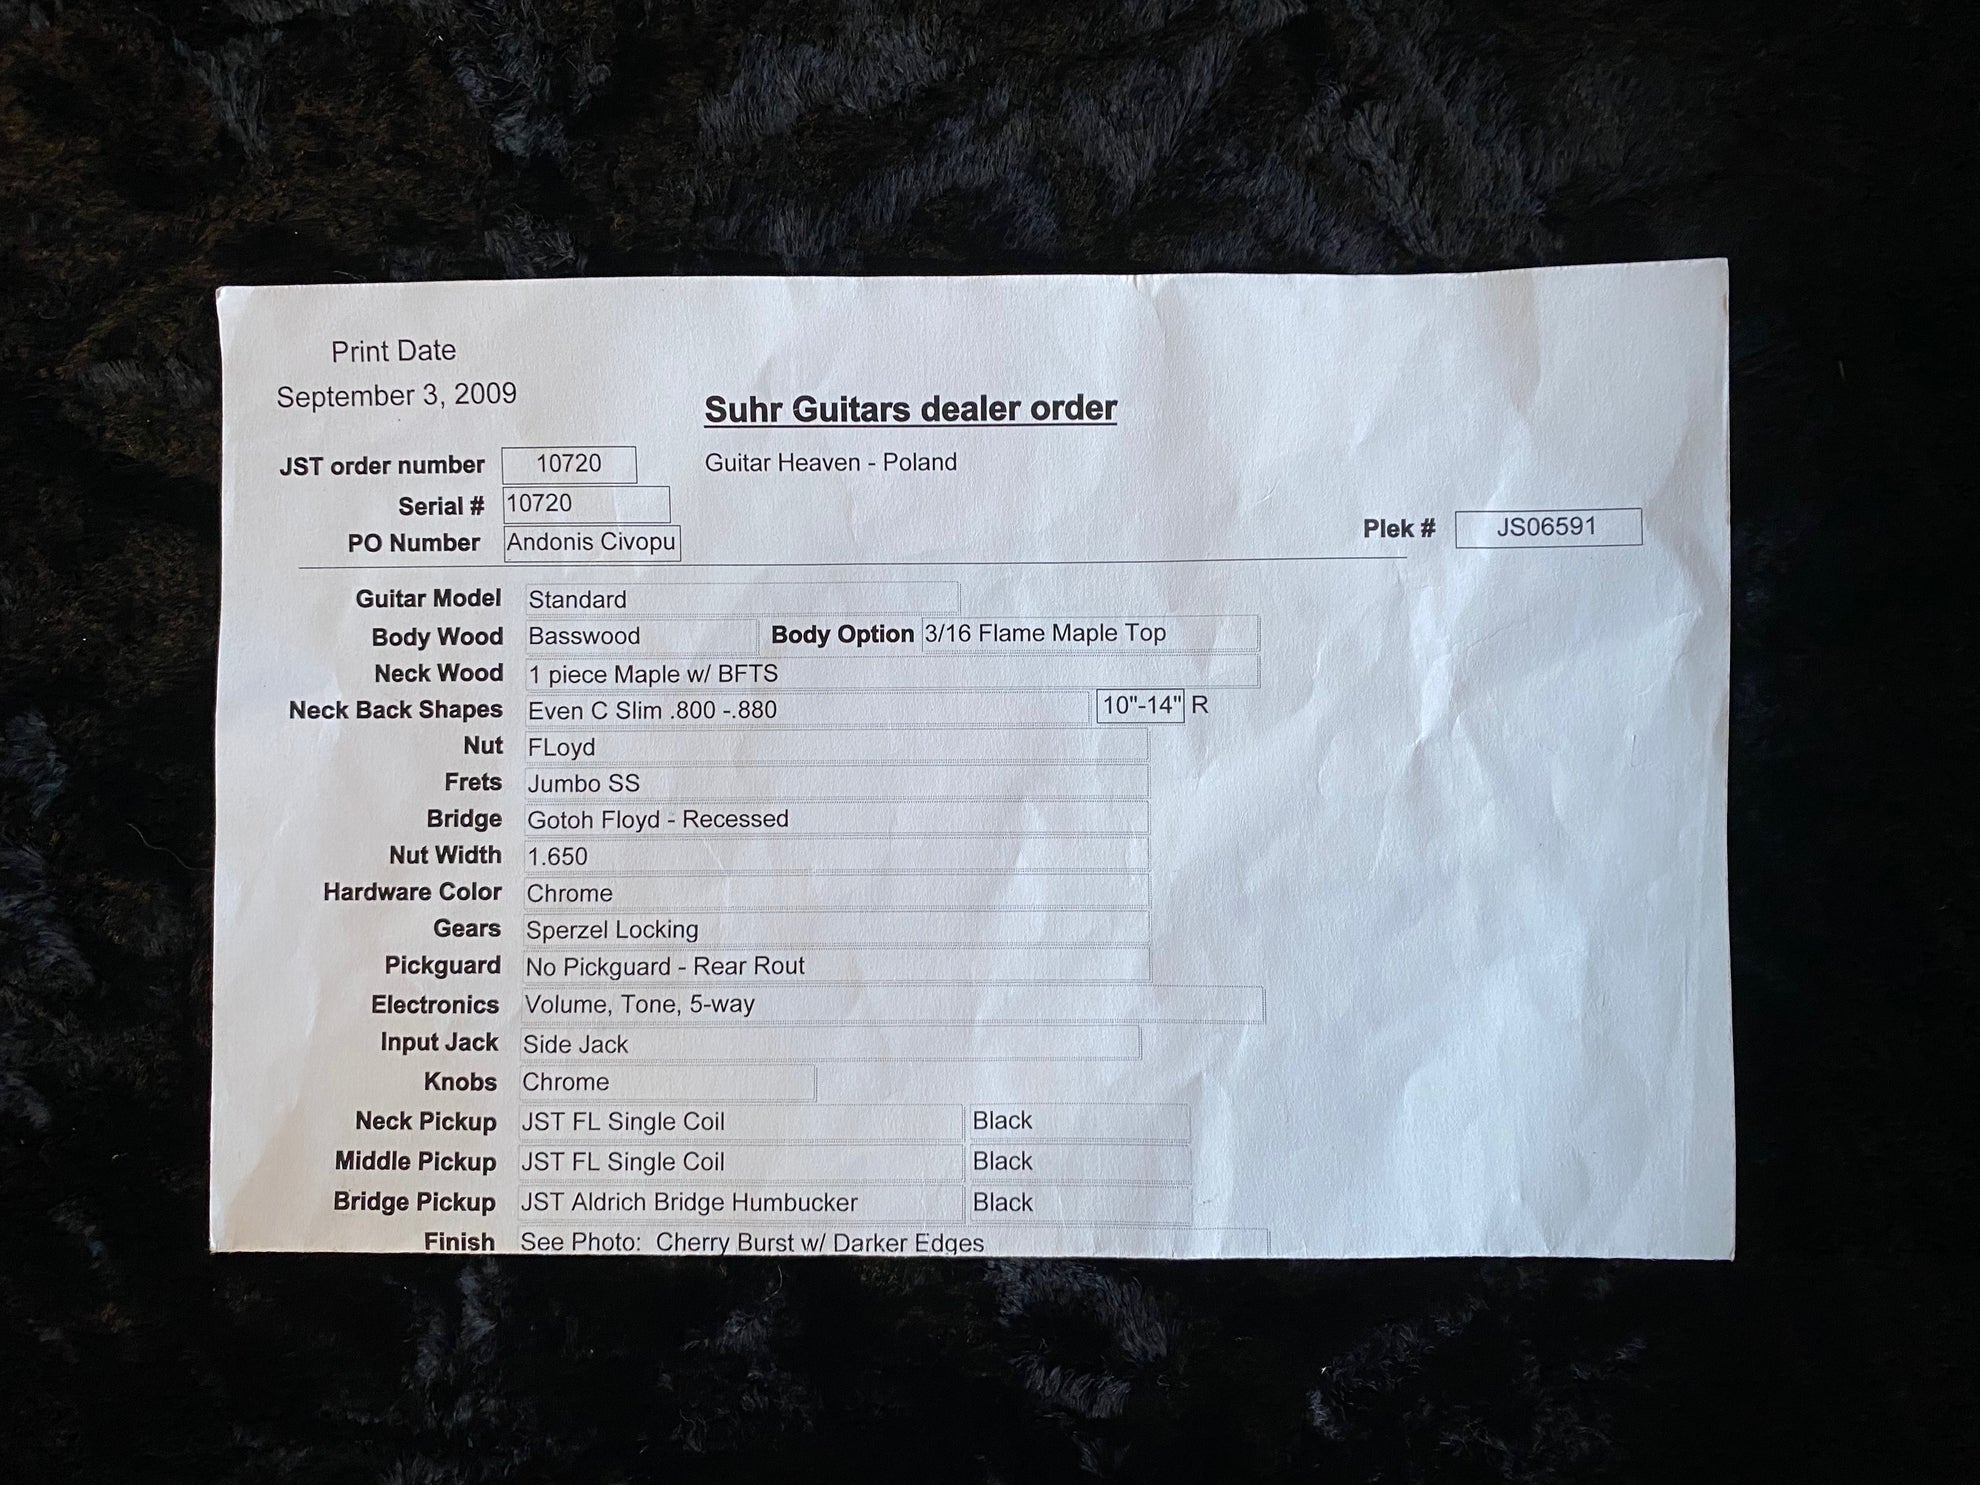 Print Date
September 3, 2009
Suhr Guitars dealer order
JST order number 10720 Guitar Heaven - Poland
Serial # 10720
Plek # JS06591
PO Number Andonis Civopu
Guitar Model Standard
Body Wood Basswood Body Option 3/16 Flame Maple Top
Neck Wood 1 piece Maple w/ BFTS
Neck Back Shapes Even C Slim .800 -.880 10"-14" R
Nut FLoyd
Frets Jumbo SS
Bridge Gotoh Floyd - Recessed
Nut Width 1.650
Hardware Color Chrome
Gears Sperzel Locking
Pickguard No Pickguard - Rear Rout
Electronics Volume, Tone, 5-way
Input Jack Side Jack
Knobs Chrome
Neck Pickup JST FL Single Coil Black
Middle Pickup JST FL Single Coil Black
Bridge Pickup JST Aldrich Bridge Humbucker Black
Finish See Photo: Cherry Burst w/ Darker Edges